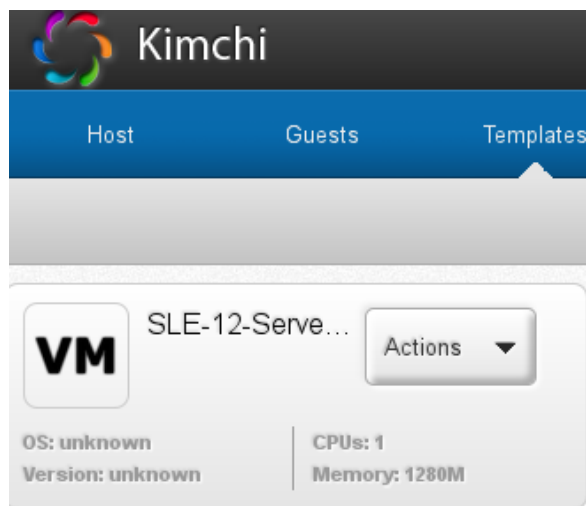 Kimchi
Host Guests Templates
VM SLE-12-Serve... Actions
OS: unknown CPUs: 1
Version: unknown Memory: 1280M